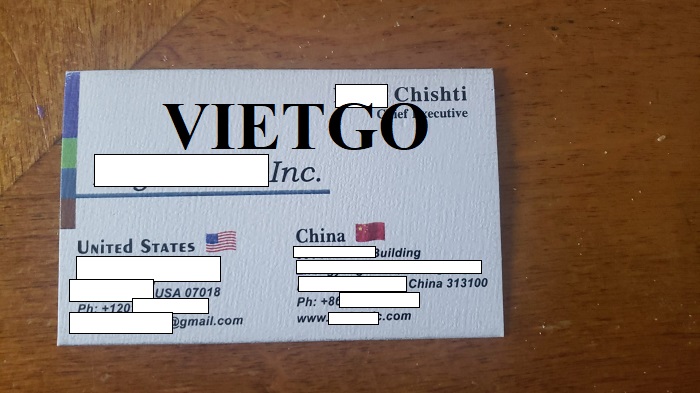 Chishti
Chief Executive
VIETGO
Inc.
UNITED STATES
USA 07018
Ph: +120
@gmail.com
China
Building
China 313100
Ph: +86
www.
c.com